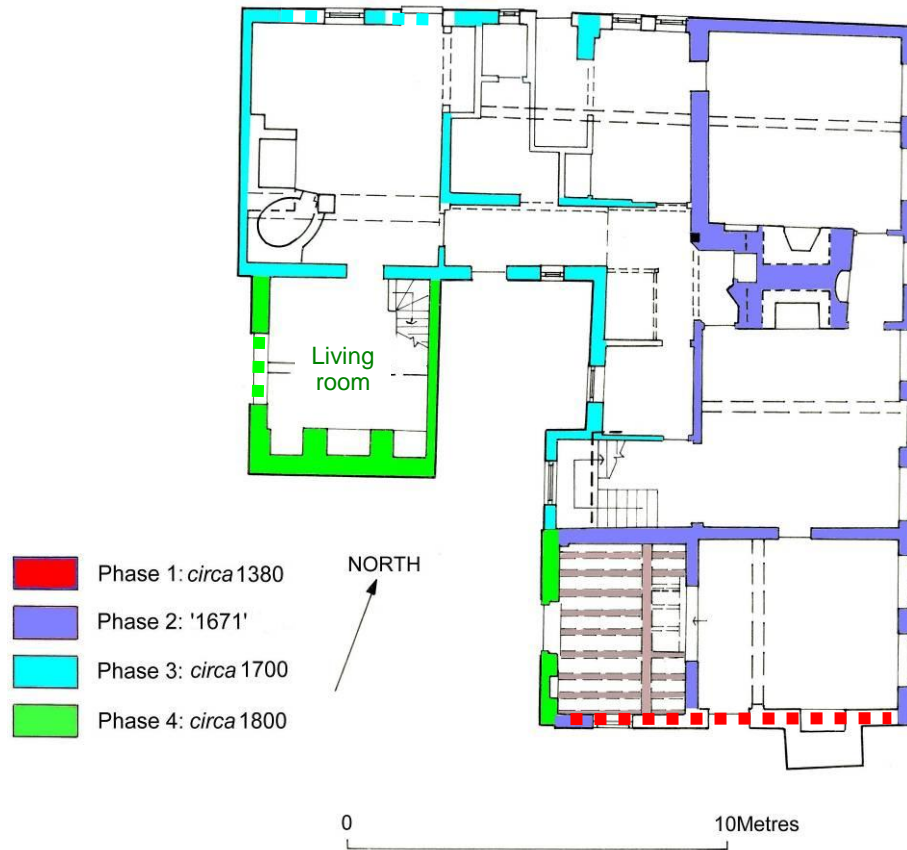 Living
room
NORTH
Phase 1: circa 1380
Phase 2: '1671'
Phase 3: circa 1700
Phase 4: circa 1800
0
10Metres